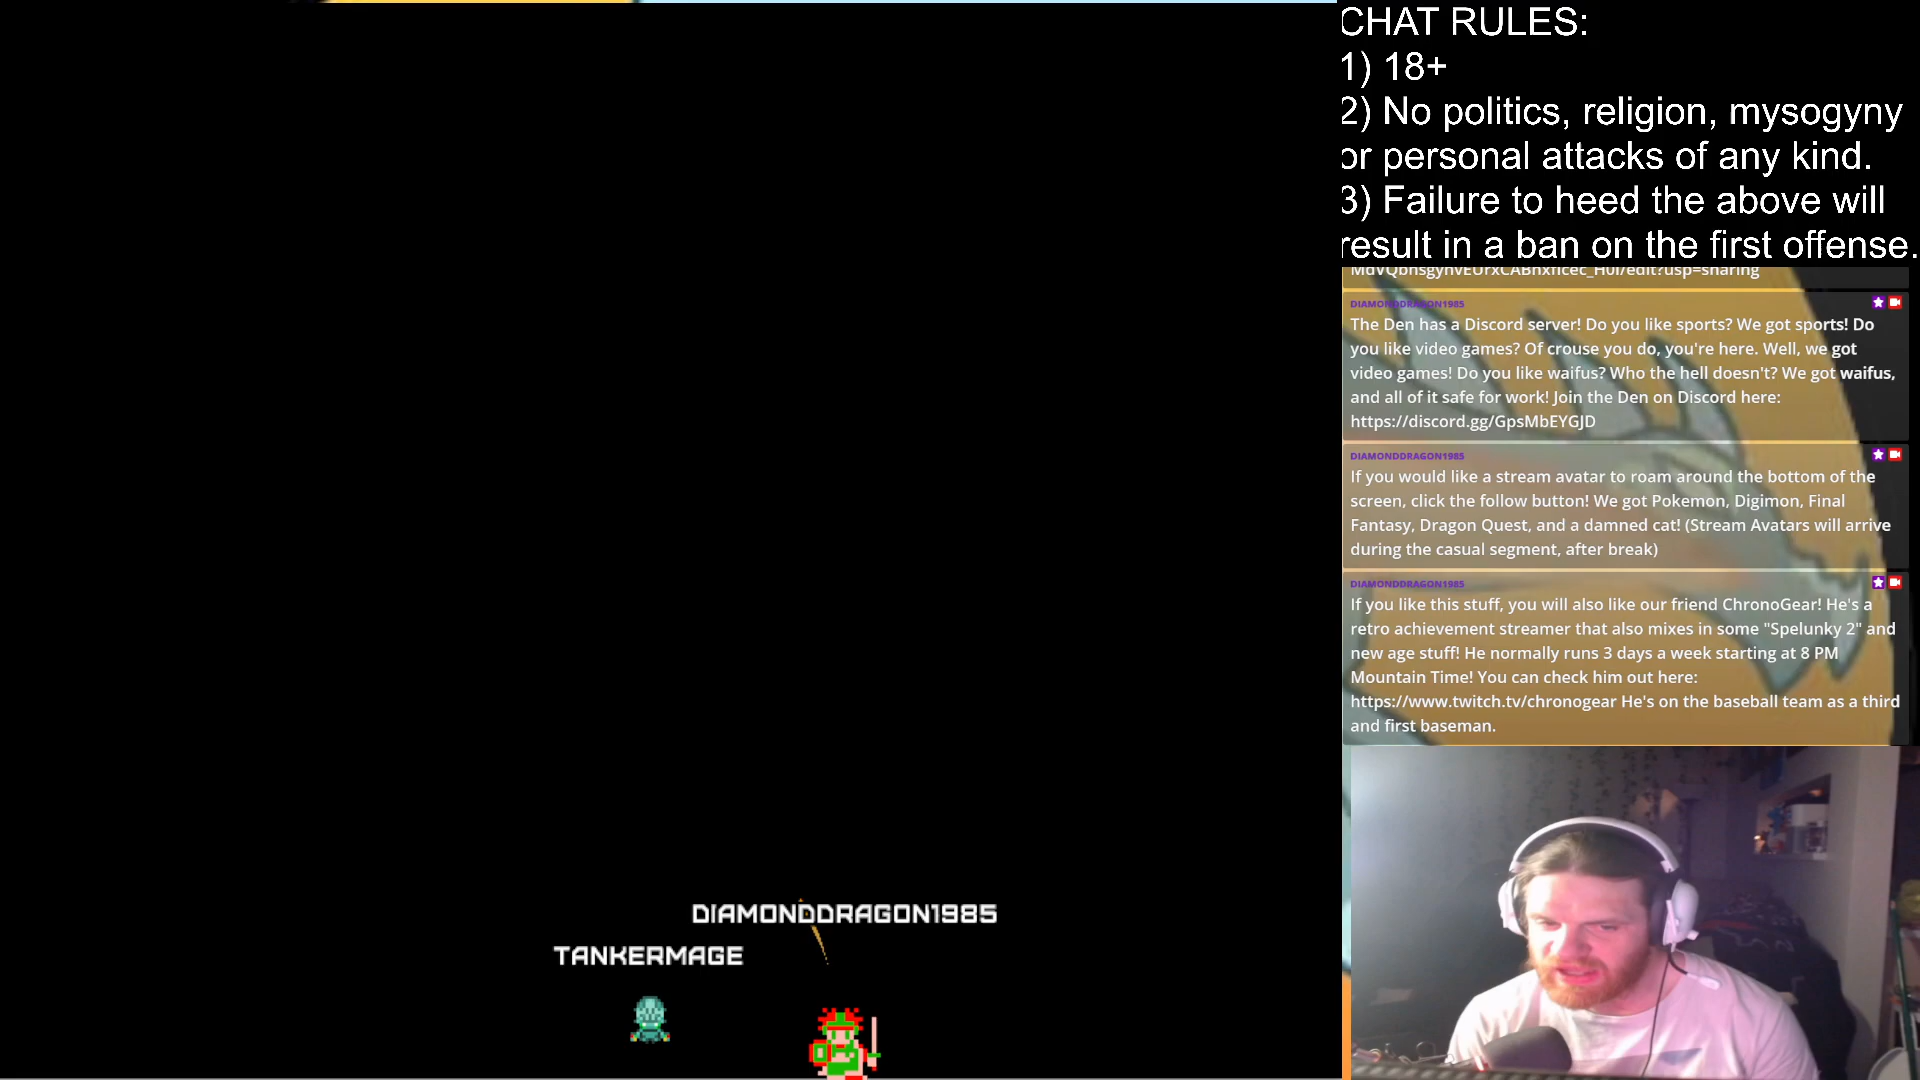 CHAT RULES:
1) 18+
2) No politics, religion, mysogyny
or personal attacks of any kind.
3) Failure to heed the above will
result in a ban on the first offense.
DIAMONDDRAGON1985
The Den has a Discord server! Do you like sports? We got sports! Do
you like video games? Of crouse you do, you're here. Well, we got
video games! Do you like waifus? Who the hell doesn't? We got waifus,
and all of it safe for work! Join the Den on Discord here:
https://discord.gg/GpsMbEYGJD
DIAMONDDRAGON1985
If you would like a stream avatar to roam around the bottom of the
screen, click the follow button! We got Pokemon, Digimon, Final
Fantasy, Dragon Quest, and a damned cat! (Stream Avatars will arrive
during the casual segment, after break)
DIAMONDDRAGON1985
If you like this stuff, you will also like our friend ChronoGear! He's a
retro achievement streamer that also mixes in some "Spelunky 2" and
new age stuff! He normally runs 3 days a week starting at 8 PM
Mountain Time! You can check him out here:
https://www.twitch.tv/chronogear He's on the baseball team as a third
and first baseman.
DIAMONDDRAGON1985
TANKERMAGE